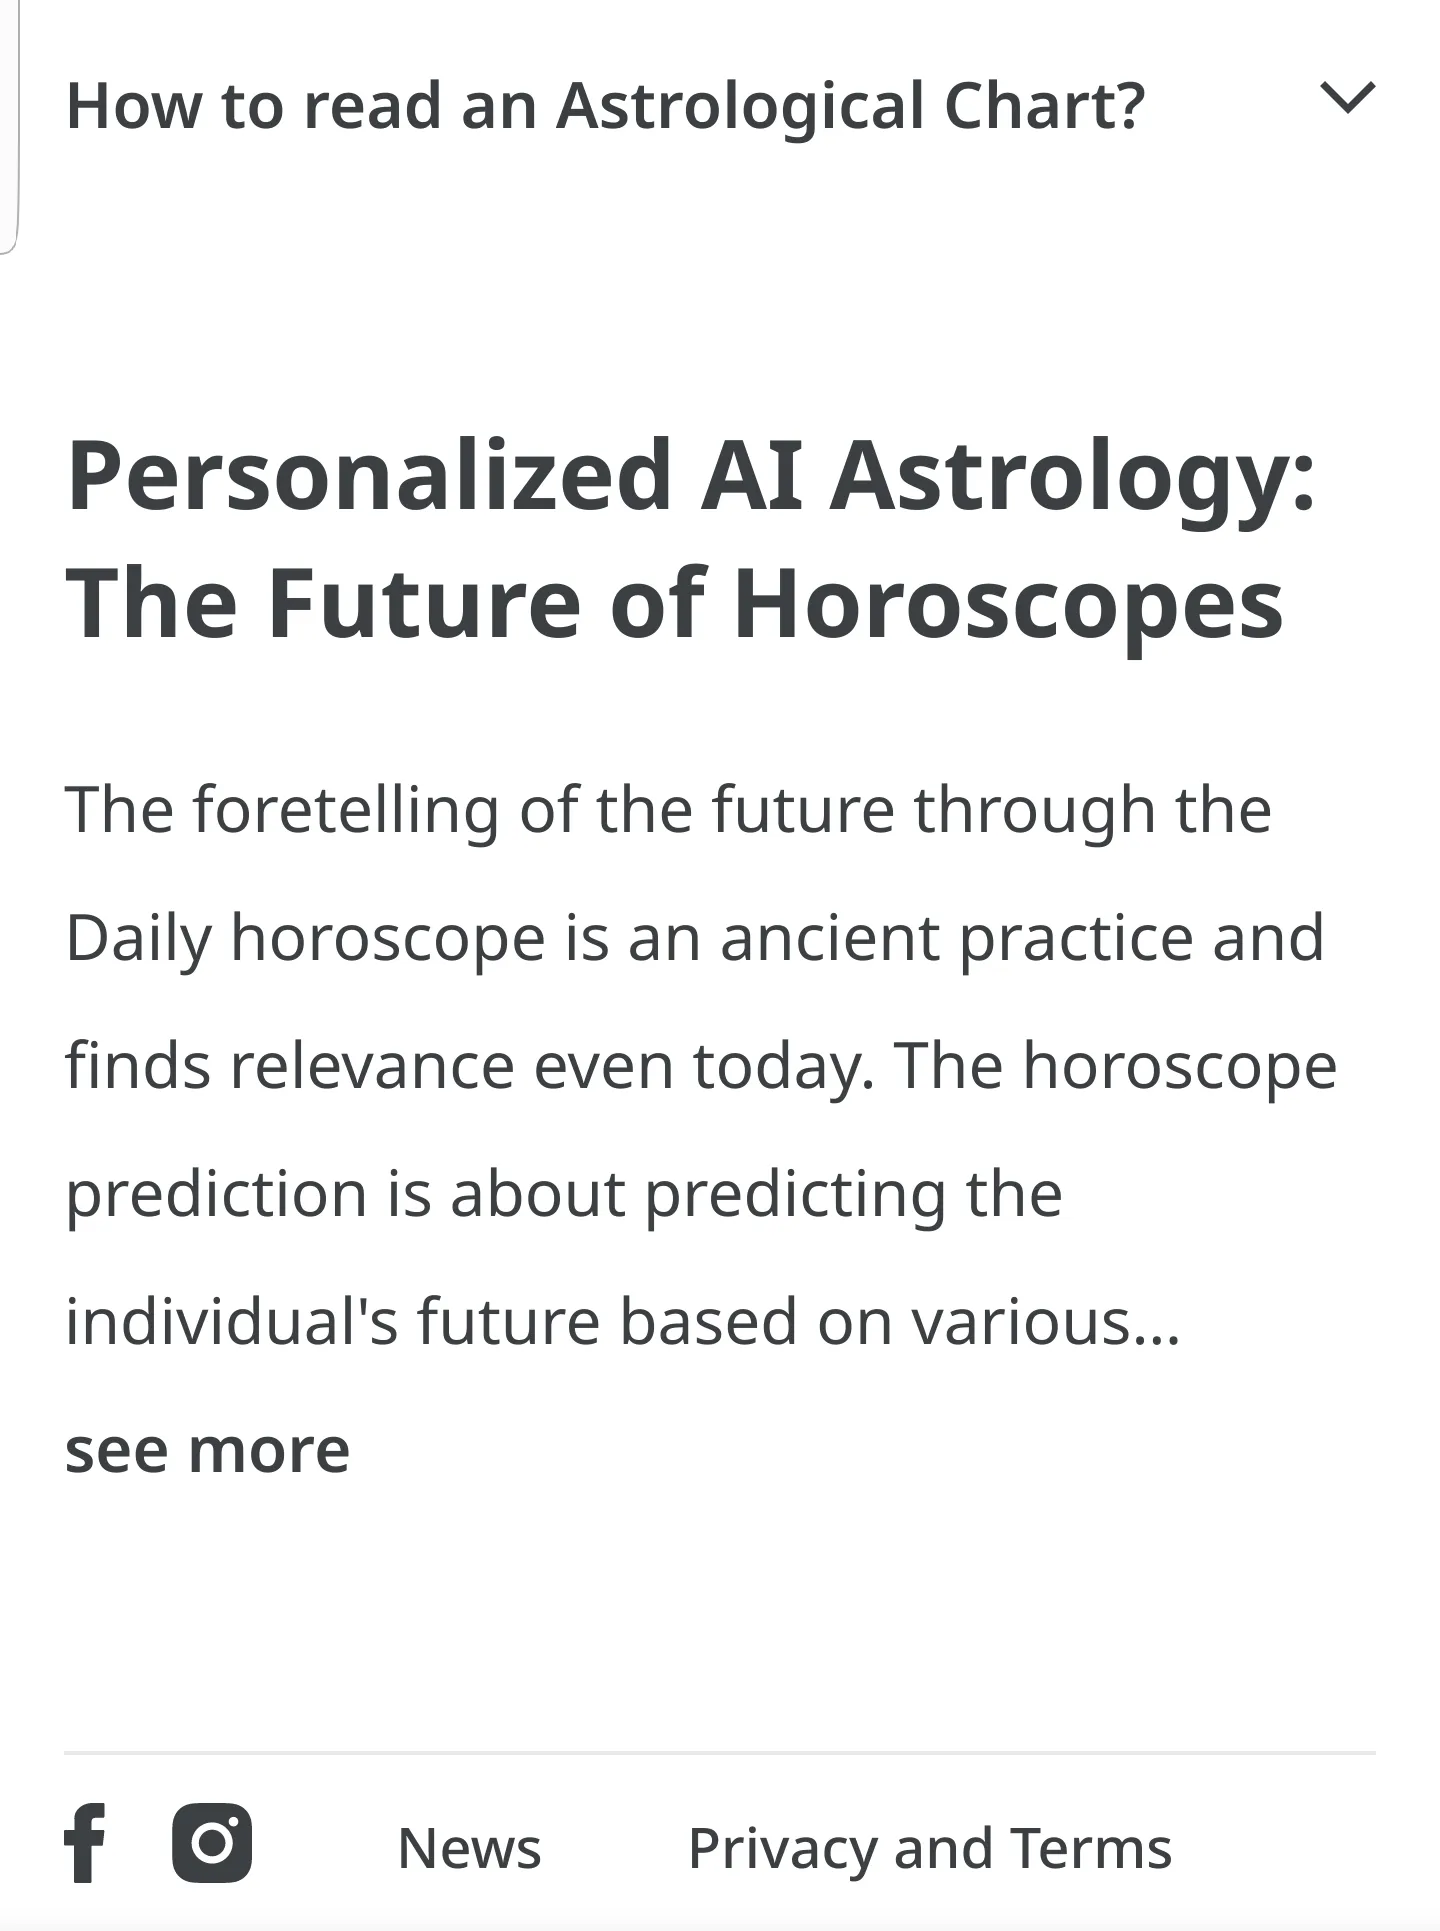 How to read an Astrological Chart?
Personalized AI Astrology:
The Future of Horoscopes
The foretelling of the future through the
Daily horoscope is an ancient practice and
finds relevance even today. The horoscope
prediction is about predicting the
individual's future based on various...
see more
News Privacy and Terms